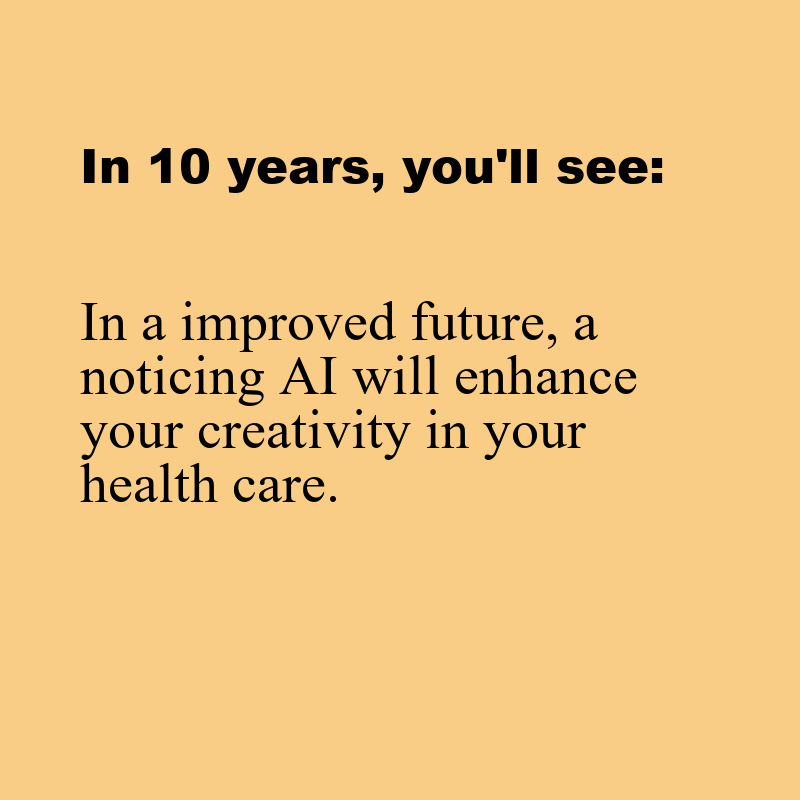 In 10 years, you'll see:
In a improved future, a
noticing AI will enhance
your creativity in your
health care.